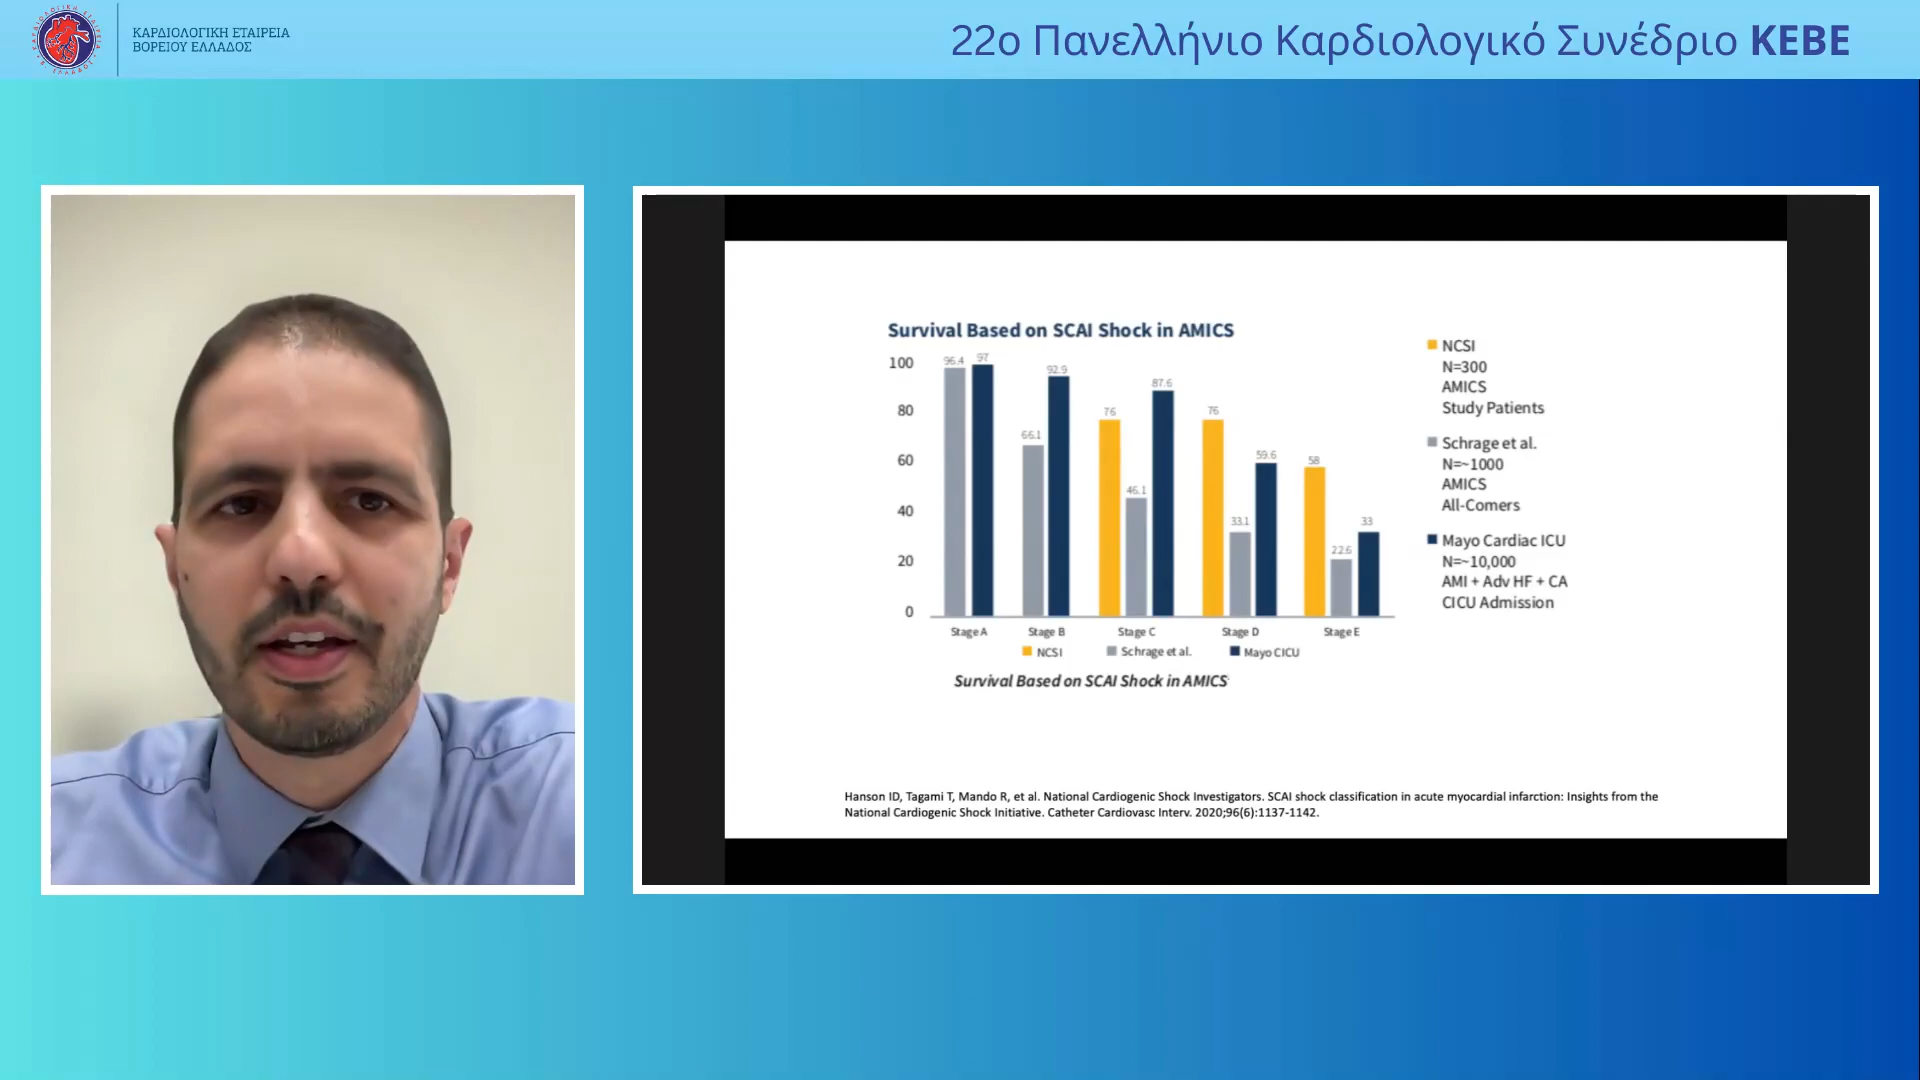 ΚΑΡΔΙΟΛΟΓΙΚΗ ΕΤΑΙΡΕΙΑ
ΒΟΡΕΙΟΥ ΕΛΛΑΔΟΣ
22ο Πανελλήνιο Καρδιολογικό Συνέδριο ΚΕΒΕ
Survival Based on SCAI Shock in AMICS
100
80
60
40
20
0
96.4
97
66.1
92.9
76
46.1
87.6
76
33.1
59.6
58
22.6
33
Stage A
Stage B
Stage C
Stage D
Stage E
NCSI
Schrage et al.
Mayo CICU
Survival Based on SCAI Shock in AMICS
NCSI
N=300
AMICS
Study Patients
Schrage et al.
N=~1000
AMICS
All-Comers
Mayo Cardiac ICU
N=~10,000
AMI + Adv HF + CA
CICU Admission
Hanson ID, Tagami T, Mando R, et al. National Cardiogenic Shock Investigators. SCAI shock classification in acute myocardial infarction: Insights from the
National Cardiogenic Shock Initiative. Catheter Cardiovasc Interv. 2020;96(6):1137-1142.